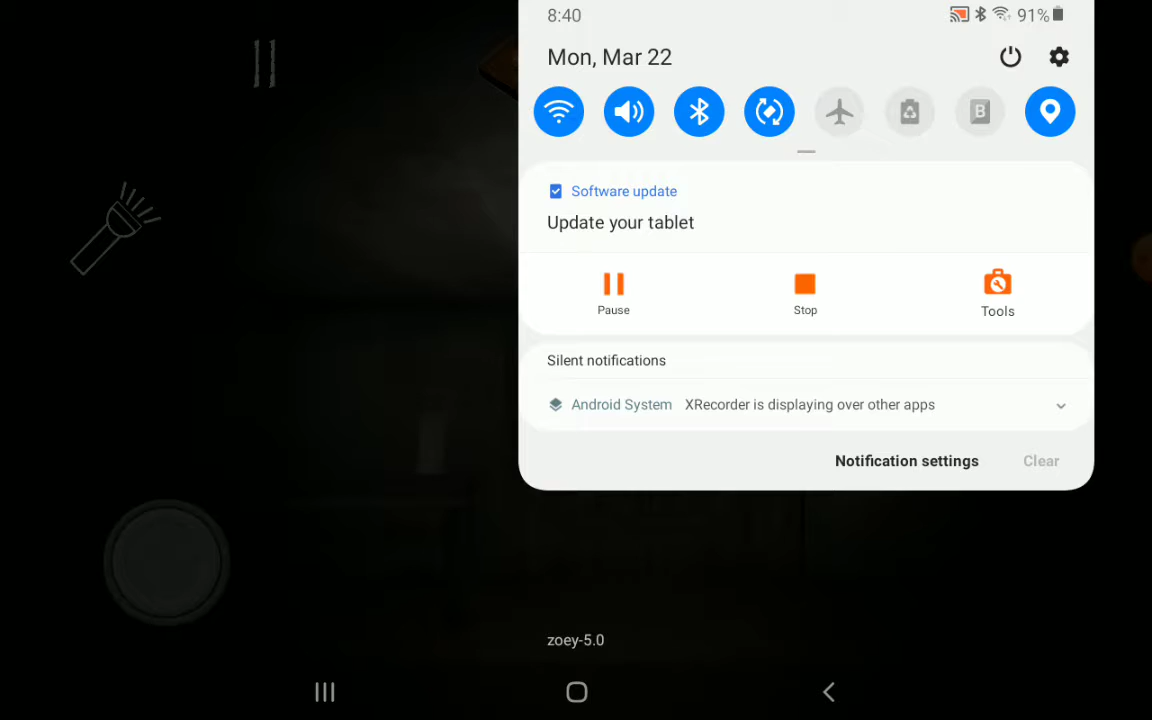 8:40
91%
Mon, Mar 22
B
Software update
Update your tablet
Pause
Stop
Tools
Silent notifications
Android System XRecorder is displaying over other apps
Notification settings
Clear
zoey-5.0